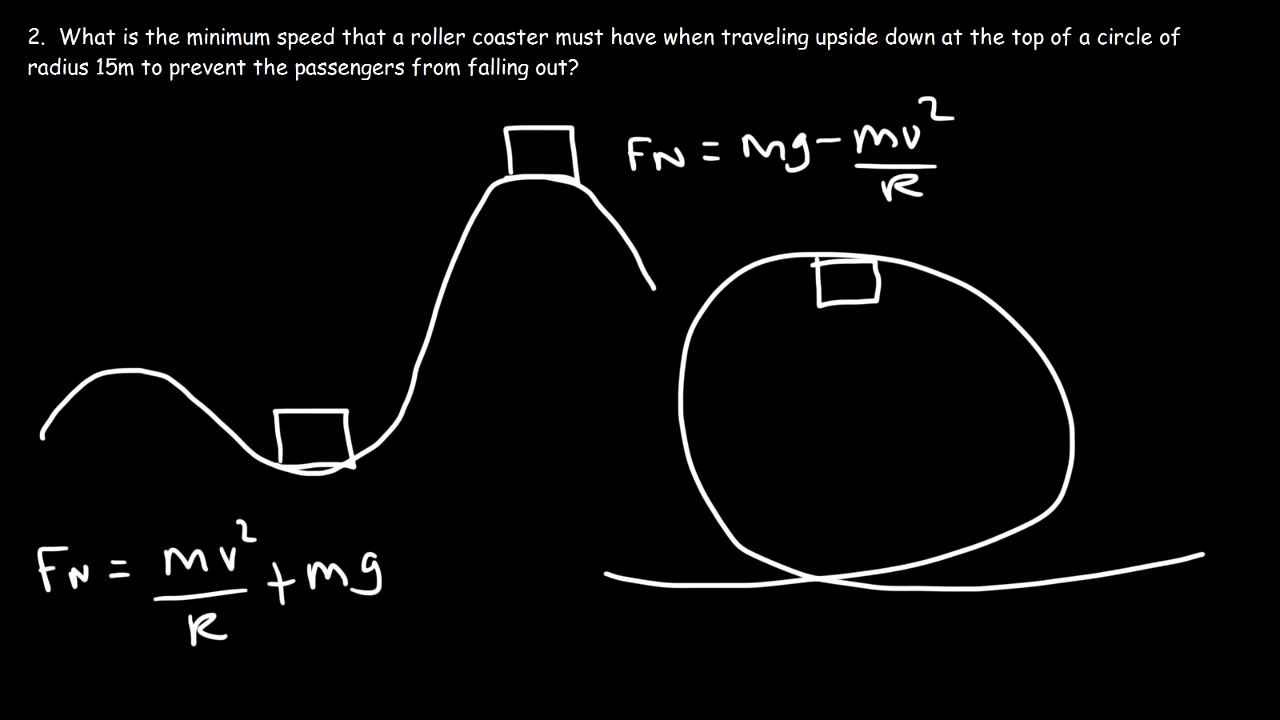 2. What is the minimum speed that a roller coaster must have when traveling upside down at the top of a circle of
radius 15m to prevent the passengers from falling out?
FN = mg - mv²/R
FN = mv²/R + mg